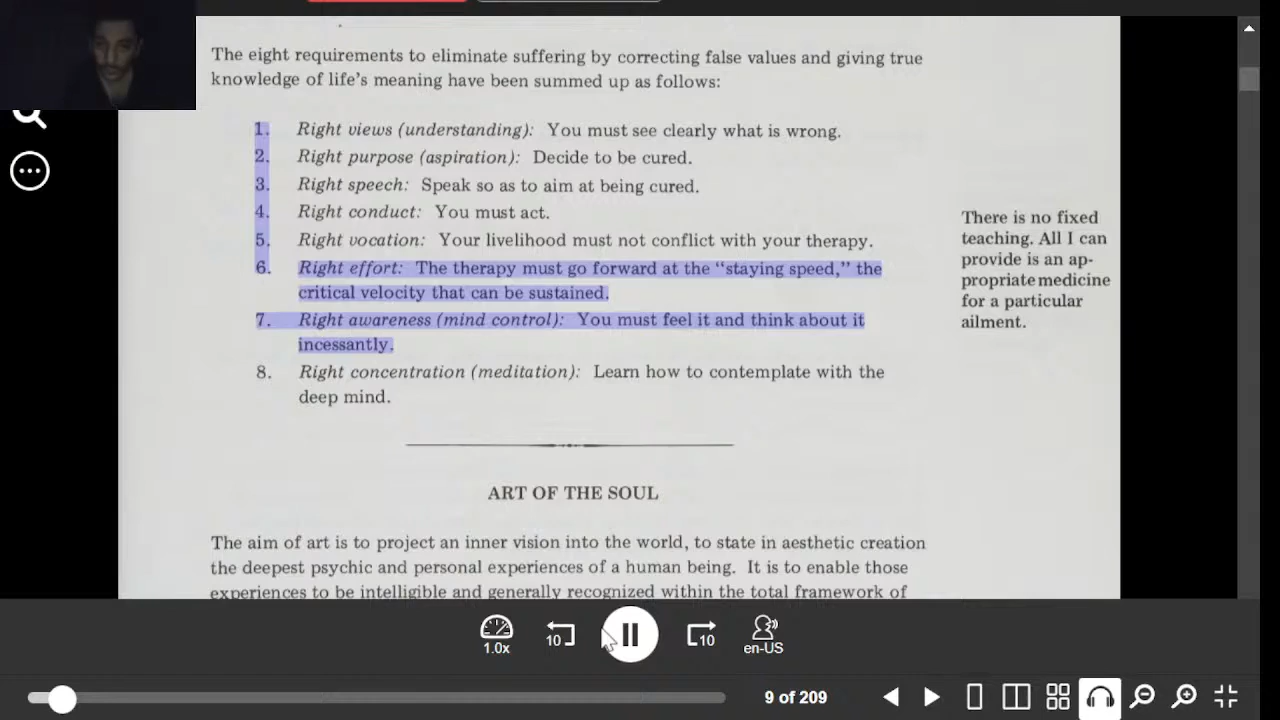 The eight requirements to eliminate suffering by correcting false values and giving true
knowledge of life's meaning have been summed up as follows:
1. Right views (understanding): You must see clearly what is wrong.
2. Right purpose (aspiration): Decide to be cured.
3. Right speech: Speak so as to aim at being cured.
4. Right conduct: You must act.
5. Right vocation: Your livelihood must not conflict with your therapy.
6. Right effort: The therapy must go forward at the "staying speed," the
critical velocity that can be sustained.
7. Right awareness (mind control): You must feel it and think about it
incessantly.
8. Right concentration (meditation): Learn how to contemplate with the
deep mind.
There is no fixed
teaching. All I can
provide is an ap-
propriate medicine
for a particular
ailment.
ART OF THE SOUL
The aim of art is to project an inner vision into the world, to state in aesthetic creation
the deepest psychic and personal experiences of a human being. It is to enable those
experiences to be intelligible and generally recognized within the total framework of
1.0x
10
10
en-US
9 of 209